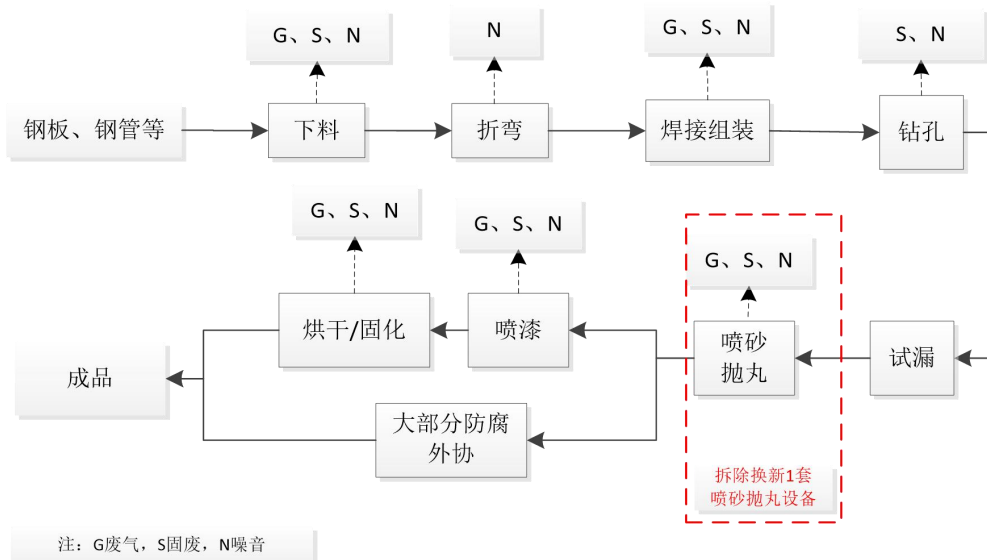 G、S、N
N
G、S、N
S、N
钢板、钢管等
下料
折弯
焊接组装
钻孔
G、S、N
G、S、N
G、S、N
烘干/固化
喷漆
喷砂
抛丸
试漏
成品
大部分防腐
外协
拆除换新1套
喷砂抛丸设备
注：G废气，S固废，N噪音